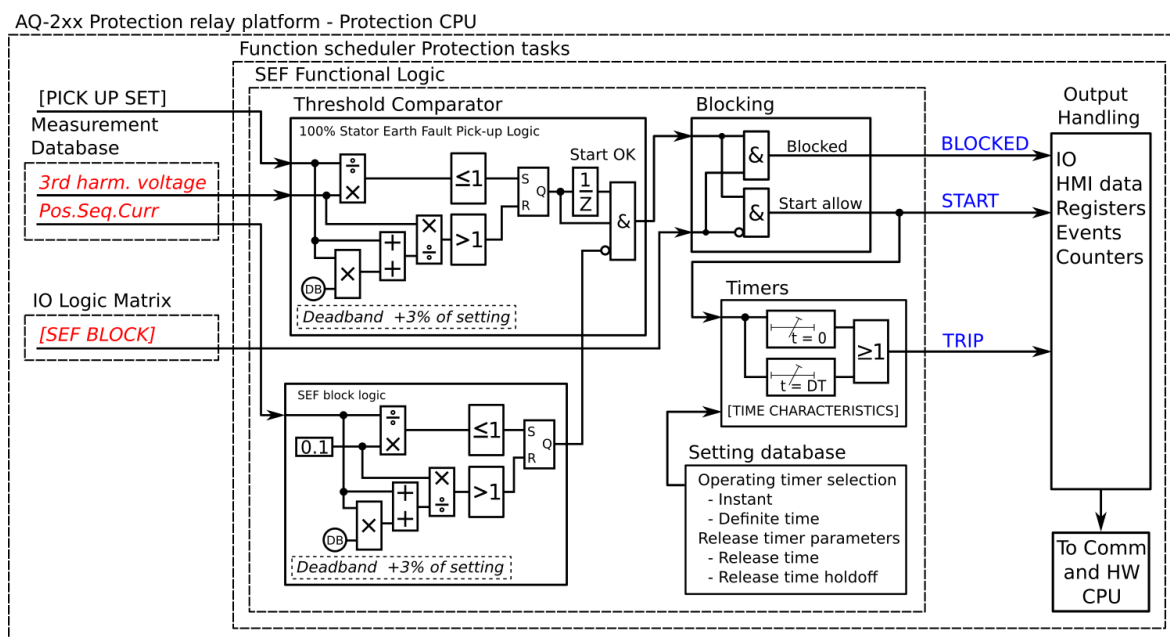 AQ-2xx Protection relay platform - Protection CPU
Function scheduler Protection tasks
SEF Functional Logic
[PICK UP SET]
Measurement
Database
3rd harm. voltage
Pos.Seq.Curr
IO Logic Matrix
[SEF BLOCK]
Threshold Comparator
100% Stator Earth Fault Pick-up Logic
÷
×
≤1
S
R
Q
Start OK
1
Z
&
+
+
×
÷
>1
DB
×
Deadband +3% of setting
SEF block logic
0.1
÷
×
≤1
S
R
Q
×
÷
>1
+
+
DB
×
Deadband +3% of setting
Blocking
&
Blocked
&
Start allow
BLOCKED
START
Timers
t = 0
t = DT
≥1
[TIME CHARACTERISTICS]
TRIP
Setting database
Operating timer selection
- Instant
- Definite time
Release timer parameters
- Release time
- Release time holdoff
Output
Handling
IO
HMI data
Registers
Events
Counters
To Comm
and HW
CPU